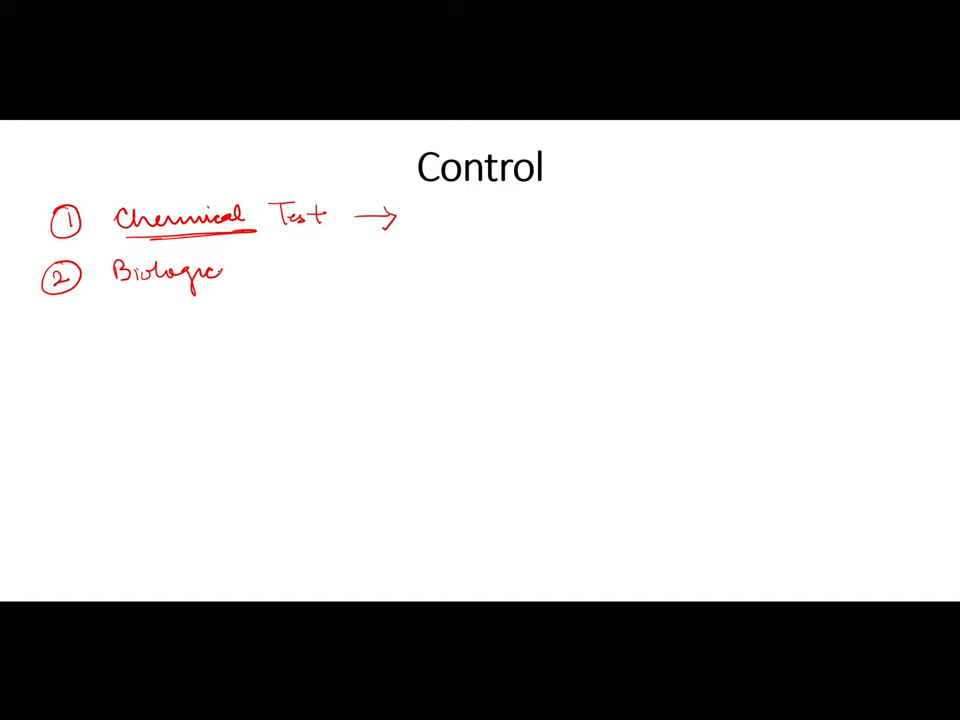 Control
1 Chemical Test →
2 Biologic